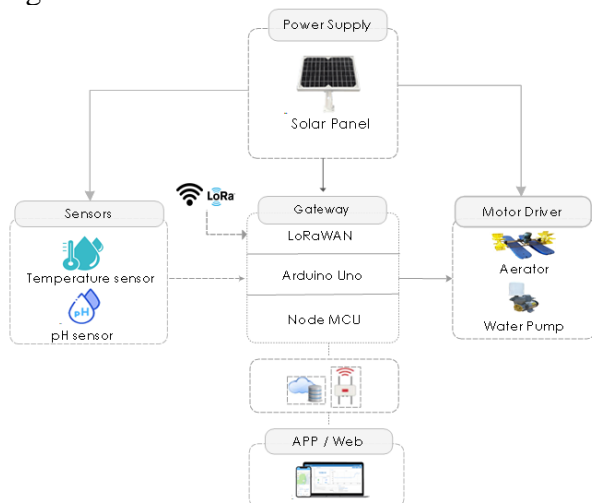 Power Supply
Solar Panel
LoRa
Sensors
Gateway
Motor Driver
LoRaWAN
Temperature sensor
Arduino Uno
Aerator
pH
pH sensor
Node MCU
Water Pump
APP / Web